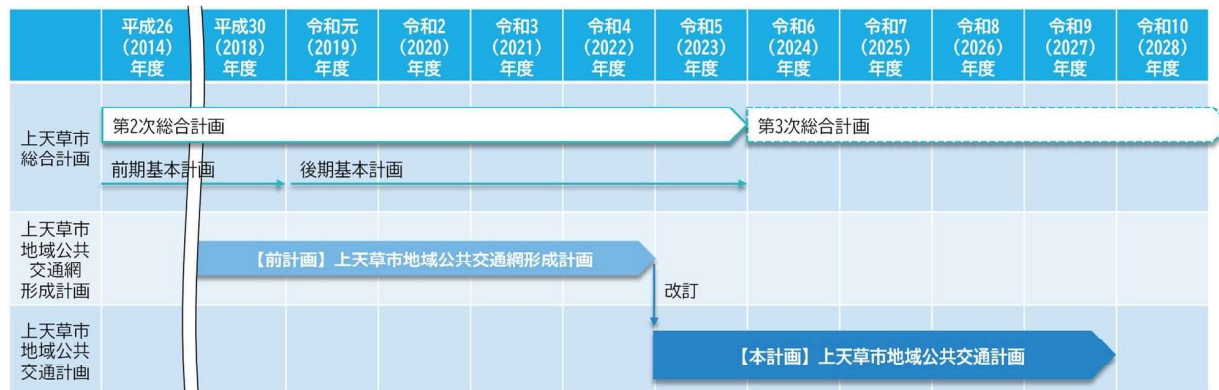 平成26
(2014)
年度
平成30
(2018)
年度
令和元
(2019)
年度
令和2
(2020)
年度
令和3
(2021)
年度
令和4
(2022)
年度
令和5
(2023)
年度
令和6
(2024)
年度
令和7
(2025)
年度
令和8
(2026)
年度
令和9
(2027)
年度
令和10
(2028)
年度
上天草市
総合計画
第2次総合計画
第3次総合計画
前期基本計画
後期基本計画
上天草市
地域公共
交通網
形成計画
【前計画】上天草市地域公共交通網形成計画
改訂
上天草市
地域公共
交通計画
【本計画】上天草市地域公共交通計画